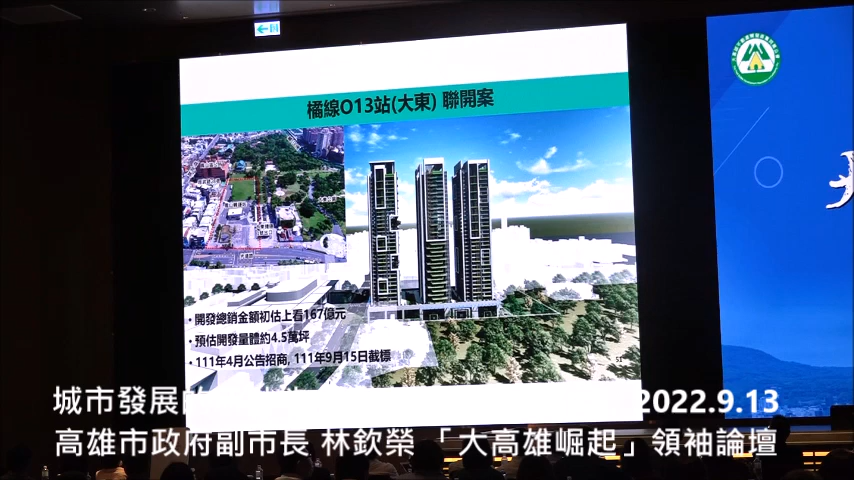 橘線O13站(大東) 聯開案
• 開發總銷金額初估上看167億元
• 預估開發量體約4.5萬坪
• 111年4月公告招商, 111年9月15日截標
51
城市發展 2022.9.13
高雄市政府副市長 林欽榮 「大高雄崛起」領袖論壇